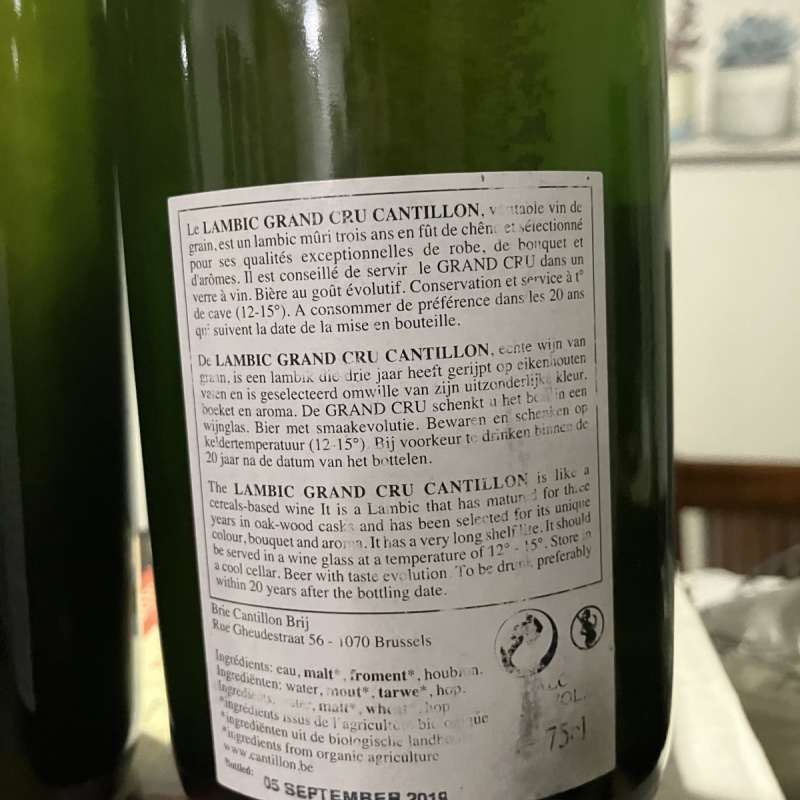 Le LAMBIC GRAND CRU CANTILLON, vin de
grain, est un lambic mûri trois ans en fût de et sélectionné
pour ses qualités exceptionnelles de robe, de bouquet et
d'arômes. Il est conseillé de servir le GRAND CRU dans un
verre à vin. Bière au goût évolutif. Conservation et service à t°
de cave (12-15°). A consommer de préférence dans les 20 ans
qui suivent la date de la mise en bouteille.
De LAMBIC GRAND CRU CANTILLON, echte wijn van
graan, is een lambik die drie jaar heeft gerijpt op eikenhouten
vaten en is geselecteerd omwille van zijn uitzonderlijke kleur,
boeket en aroma. De GRAND CRU schenkt u het in een
wijnglas. Bier met smaakevolutie. Bewaren en schenken op
keldertemperatuur (12-15°). Bij voorkeur te drinken binnen de
20 jaar na de datum van het bottelen.
The LAMBIC GRAND CRU CANTILLON is like a
cereals-based wine It is a Lambic that has matured for three
years in oak-wood casks and has been selected for its unique
colour, bouquet and aroma. It has a very long shelf life. It should
be served in a wine glass at a temperature of 12° - 15°. Store in
a cool cellar. Beer with taste evolution. To be drunk preferably
within 20 years after the bottling date.
Brie Cantillon Brij
Rue Gheudestraat 56 - 1070 Brussels
Ingrédients: eau, malt*, froment*, houblon.
Ingrediënten: water, mout*, tarwe*, hop.
malt*, wheat*, hop
*ingrédients issus de l'agriculture biologique
*ingrediënten uit de biologische
*ingredients from organic agriculture
www.cantillon.be
Bottled:
05 SEPTEMBER 2019
ALC
VOL.
75cl